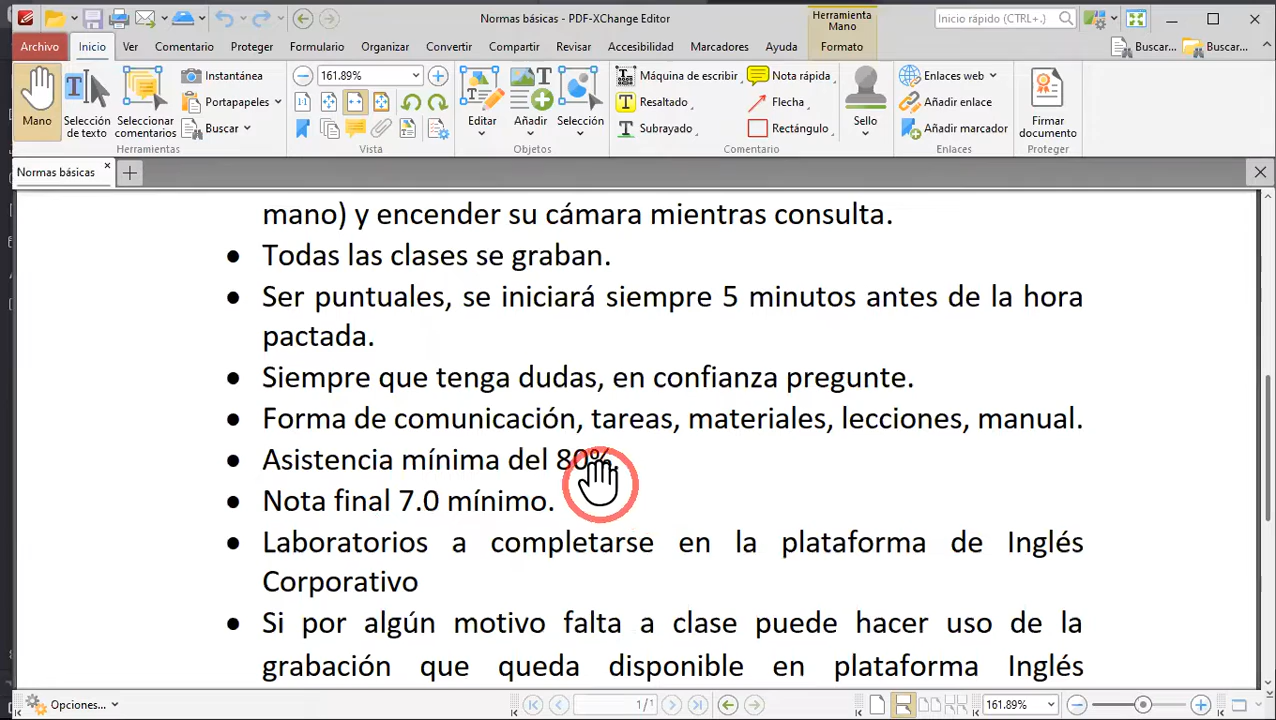 Normas básicas - PDF-XChange Editor
Herramienta
Mano
Inicio rápido (CTRL+.)
Archivo Inicio Ver Comentario Proteger Formulario Organizar Convertir Compartir Revisar Accesibilidad Marcadores Ayuda Formato
Buscar... Buscar...
Mano
Selección
de texto
Seleccionar
comentarios
Instantánea
Portapapeles
Buscar
Herramientas
161.89%
1:1
Vista
Editar
Añadir
Selección
Objetos
Máquina de escribir
Resaltado
Subrayado
Nota rápida
Flecha
Rectángulo
Sello
Comentario
Enlaces web
Añadir enlace
Añadir marcador
Enlaces
Firmar
documento
Proteger
Normas básicas
mano) y encender su cámara mientras consulta.
• Todas las clases se graban.
• Ser puntuales, se iniciará siempre 5 minutos antes de la hora
pactada.
• Siempre que tenga dudas, en confianza pregunte.
• Forma de comunicación, tareas, materiales, lecciones, manual.
• Asistencia mínima del 80%.
• Nota final 7.0 mínimo.
• Laboratorios a completarse en la plataforma de Inglés
Corporativo
• Si por algún motivo falta a clase puede hacer uso de la
grabación que queda disponible en plataforma Inglés
Opciones...
1/1
161.89%